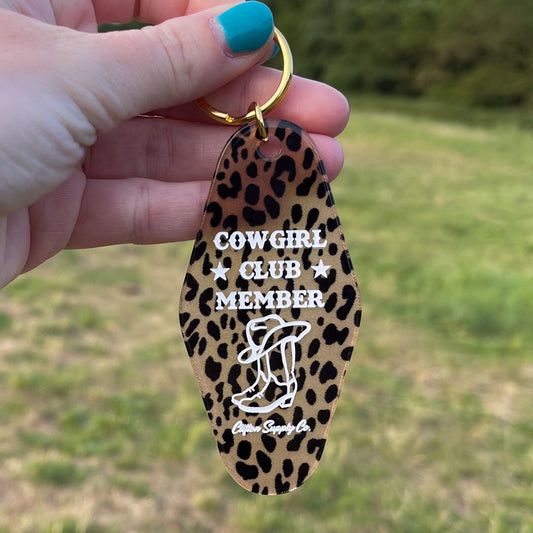 COWGIRL
★ CLUB ★
MEMBER
Clifton Supply Co.